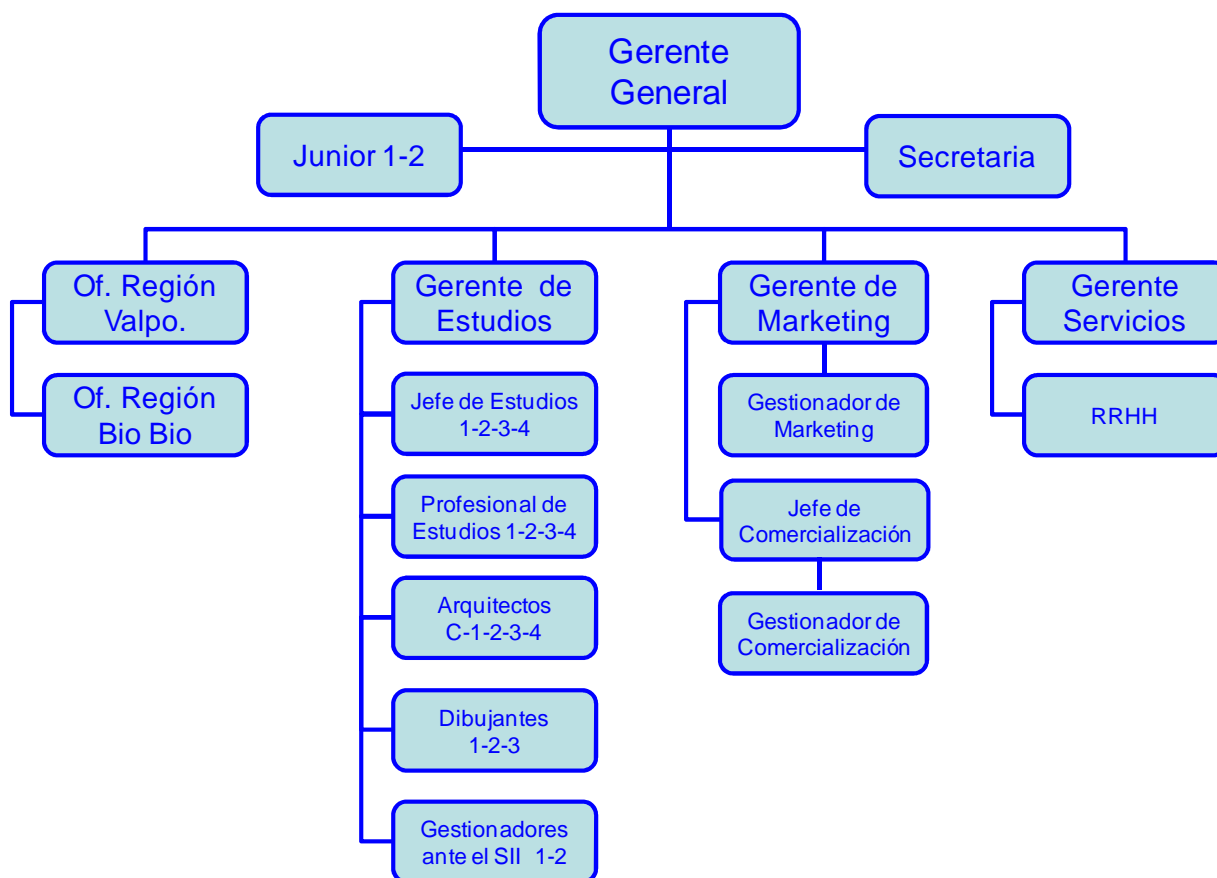 Gerente
General
Junior 1-2
Secretaria
Of. Región
Valpo.
Gerente de
Estudios
Gerente de
Marketing
Gerente
Servicios
Of. Región
Bio Bio
Jefe de Estudios
1-2-3-4
Gestionador de
Marketing
RRHH
Profesional de
Estudios 1-2-3-4
Jefe de
Comercialización
Arquitectos
C-1-2-3-4
Gestionador de
Comercialización
Dibujantes
1-2-3
Gestionadores
ante el SII 1-2